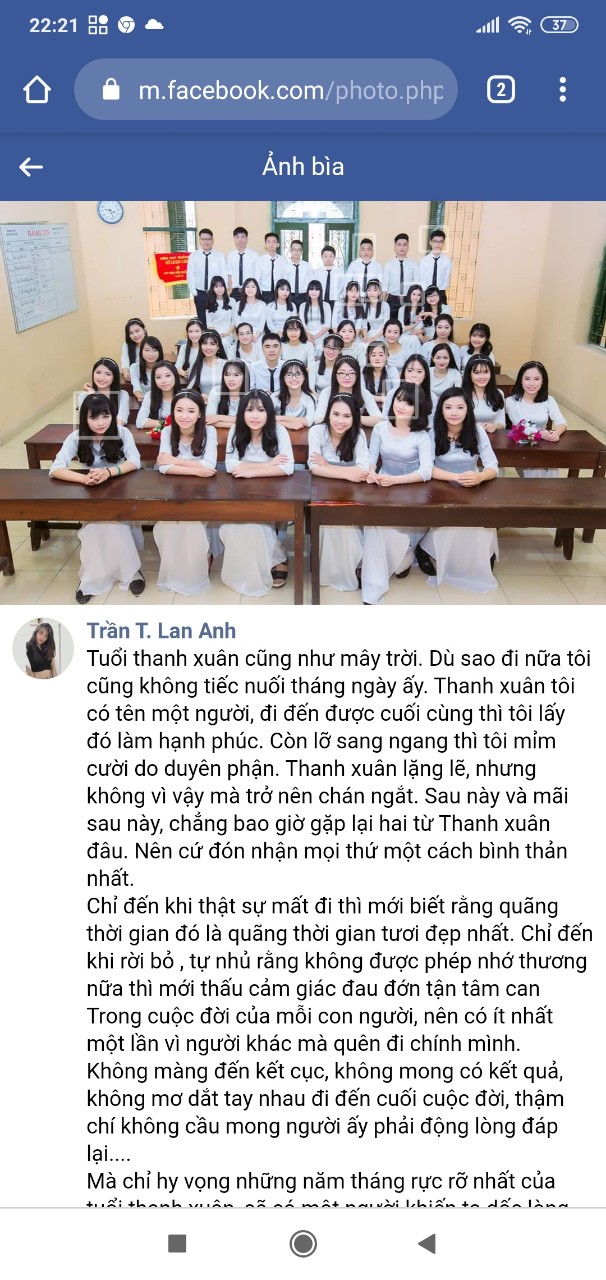 22:21
37
m.facebook.com/photo.php
2
Ảnh bìa
BẢNG TIN
Trần T. Lan Anh
Tuổi thanh xuân cũng như mây trời. Dù sao đi nữa tôi
cũng không tiếc nuối tháng ngày ấy. Thanh xuân tôi
có tên một người, đi đến được cuối cùng thì tôi lấy
đó làm hạnh phúc. Còn lỡ sang ngang thì tôi mỉm
cười do duyên phận. Thanh xuân lặng lẽ, nhưng
không vì vậy mà trở nên chán ngắt. Sau này và mãi
sau này, chẳng bao giờ gặp lại hai từ Thanh xuân
đâu. Nên cứ đón nhận mọi thứ một cách bình thản
nhất.
Chỉ đến khi thật sự mất đi thì mới biết rằng quãng
thời gian đó là quãng thời gian tươi đẹp nhất. Chỉ đến
khi rời bỏ , tự nhủ rằng không được phép nhớ thương
nữa thì mới thấu cảm giác đau đớn tận tâm can
Trong cuộc đời của mỗi con người, nên có ít nhất
một lần vì người khác mà quên đi chính mình.
Không màng đến kết cục, không mong có kết quả,
không mơ dắt tay nhau đi đến cuối cuộc đời, thậm
chí không cầu mong người ấy phải động lòng đáp
lại....
Mà chỉ hy vọng những năm tháng rực rỡ nhất của
tuổi thanh xuân, sẽ có một người khiến ta dốc lòng